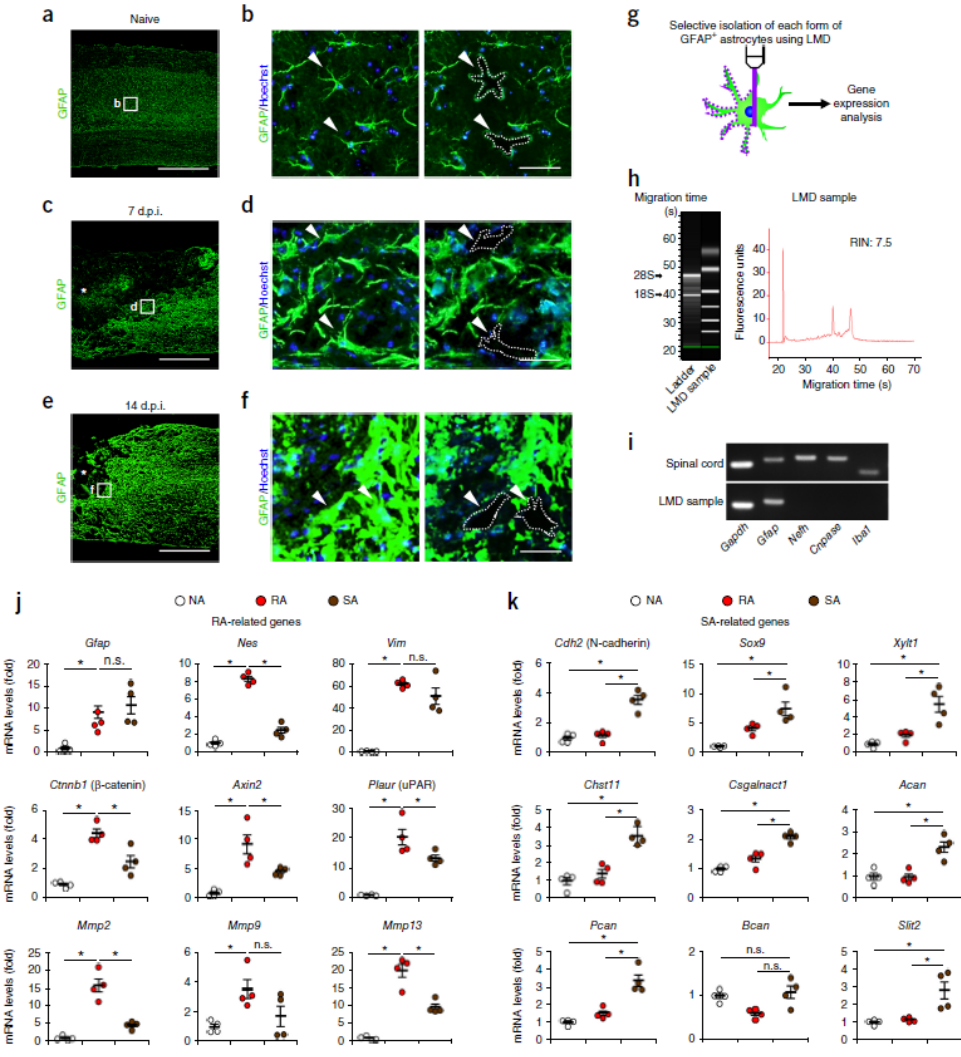 a
Naive
GFAP
b
b
GFAP/Hoechst
c
7 d.p.i.
GFAP
*
d
d
GFAP/Hoechst
e
14 d.p.i.
GFAP
*
f
f
GFAP/Hoechst
g
Selective isolation of each form of
GFAP+ astrocytes using LMD
Gene
expression
analysis
h
Migration time
(s)
70
60
50
28S
18S
40
30
20
Ladder
LMD sample
LMD sample
RIN: 7.5
Fluorescence units
40
30
15
10
0
20 30 40 50 60 70
Migration time (s)
i
Spinal cord
LMD sample
Gapdh
Gfap
Nefh
Cnpase
Iba1
j
NA RA SA
RA-related genes
Gfap Nes Vim
mRNA levels (fold)
20
15
10
5
0
* n.s.
10
8
6
4
2
0
* *
80
60
40
20
0
* n.s.
Ctnnb1 (β-catenin) Axin2 Plaur (uPAR)
mRNA levels (fold)
6
4
2
0
* *
15
10
5
0
* *
30
20
10
0
* *
Mmp2 Mmp9 Mmp13
mRNA levels (fold)
25
20
15
10
5
0
* *
6
4
2
0
* n.s.
25
20
15
10
5
0
* *
k
NA RA SA
SA-related genes
Cdh2 (N-cadherin) Sox9 Xylt1
mRNA levels (fold)
6
4
2
0
* *
15
10
5
0
* *
10
8
6
4
2
0
* *
Chst11 Csgalnact1 Acan
mRNA levels (fold)
5
4
3
2
1
0
* *
3
2
1
0
* *
4
3
2
1
0
* *
Pcan Bcan Slit2
mRNA levels (fold)
5
4
3
2
1
0
* *
2.0
1.5
1.0
0.5
0
n.s.
n.s.
5
4
3
2
1
0
* *